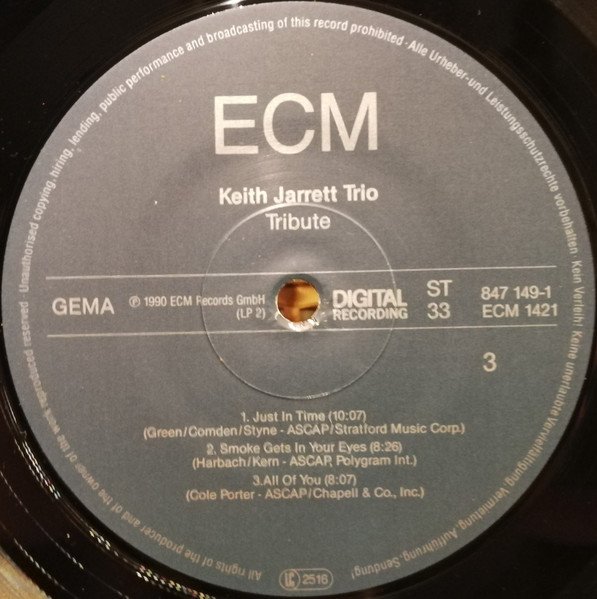 Unauthorised copying, hiring, lending, public performance and broadcasting of this record prohibited · Alle Urheber- und Leistungsschutzrechte vorbehalten. Kein Verleih! Keine unerlaubte Vervielfältigung, Vermietung, Aufführung, Sendung!
ECM
Keith Jarrett Trio
Tribute
GEMA
℗ 1990 ECM Records GmbH
(LP 2)
DIGITAL
RECORDING
ST
33
847 149-1
ECM 1421
3
1. Just In Time (10:07)
(Green/Comden/Styne - ASCAP/Stratford Music Corp.)
2. Smoke Gets In Your Eyes (8:26)
(Harbach/Kern - ASCAP, Polygram Int.)
3.All Of You (8:07)
(Cole Porter - ASCAP/Chapell & Co., Inc.)
All rights of the producer and of the owner of the work reproduced reserved
LC 2516